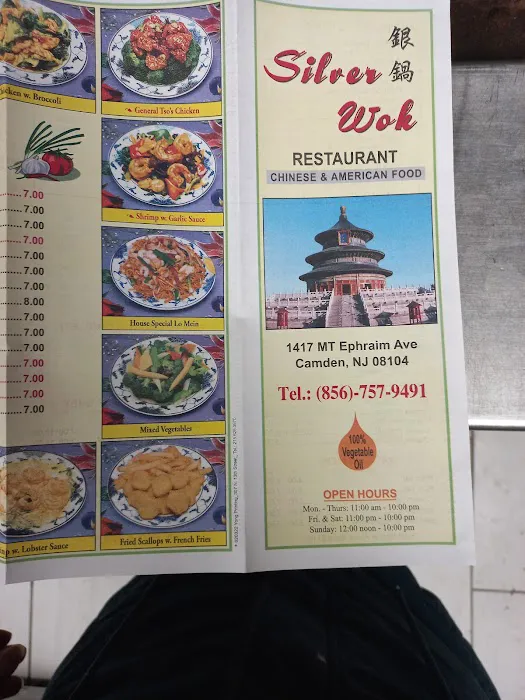 cken w. Broccoli
General Tso's Chicken
Shrimp w. Garlic Sauce
House Special Lo Mein
Mixed Vegetables
w. Lobster Sauce
Fried Scallops w. French Fries
7.00
7.00
7.00
7.00
7.00
7.00
7.00
8.00
7.00
7.00
7.00
7.00
7.00
7.00
7.00
Silver
Wok
銀
鍋
RESTAURANT
CHINESE & AMERICAN FOOD
1417 MT Ephraim Ave
Camden, NJ 08104
Tel.: (856)-757-9491
100%
Vegetable
Oil
OPEN HOURS
Mon. - Thurs: 11:00 am - 10:00 pm
Fri. & Sat: 11:00 pm - 10:00 pm
Sunday: 12:00 noon - 10:00 pm